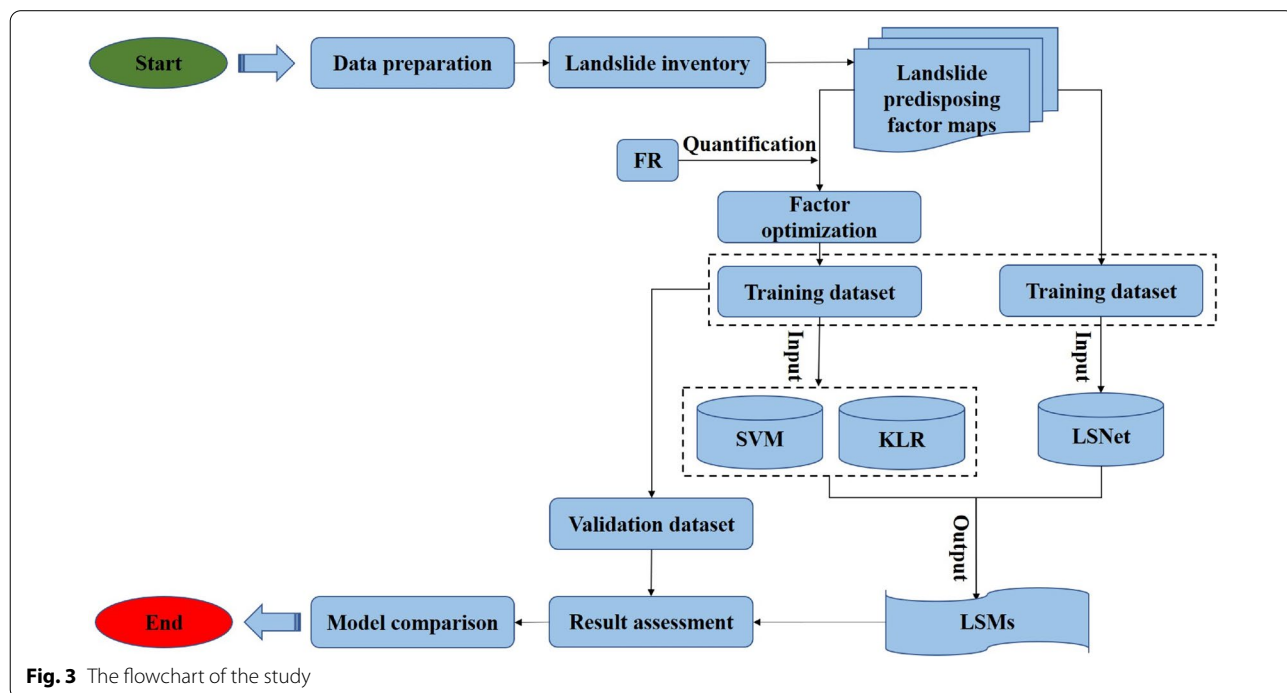 Start
Data preparation
Landslide inventory
Landslide
predisposing
factor maps
Quantification
FR
Factor
optimization
Training dataset
Training dataset
Input
Input
SVM
KLR
LSNet
Validation dataset
Output
End
Model comparison
Result assessment
LSMs
Fig. 3 The flowchart of the study